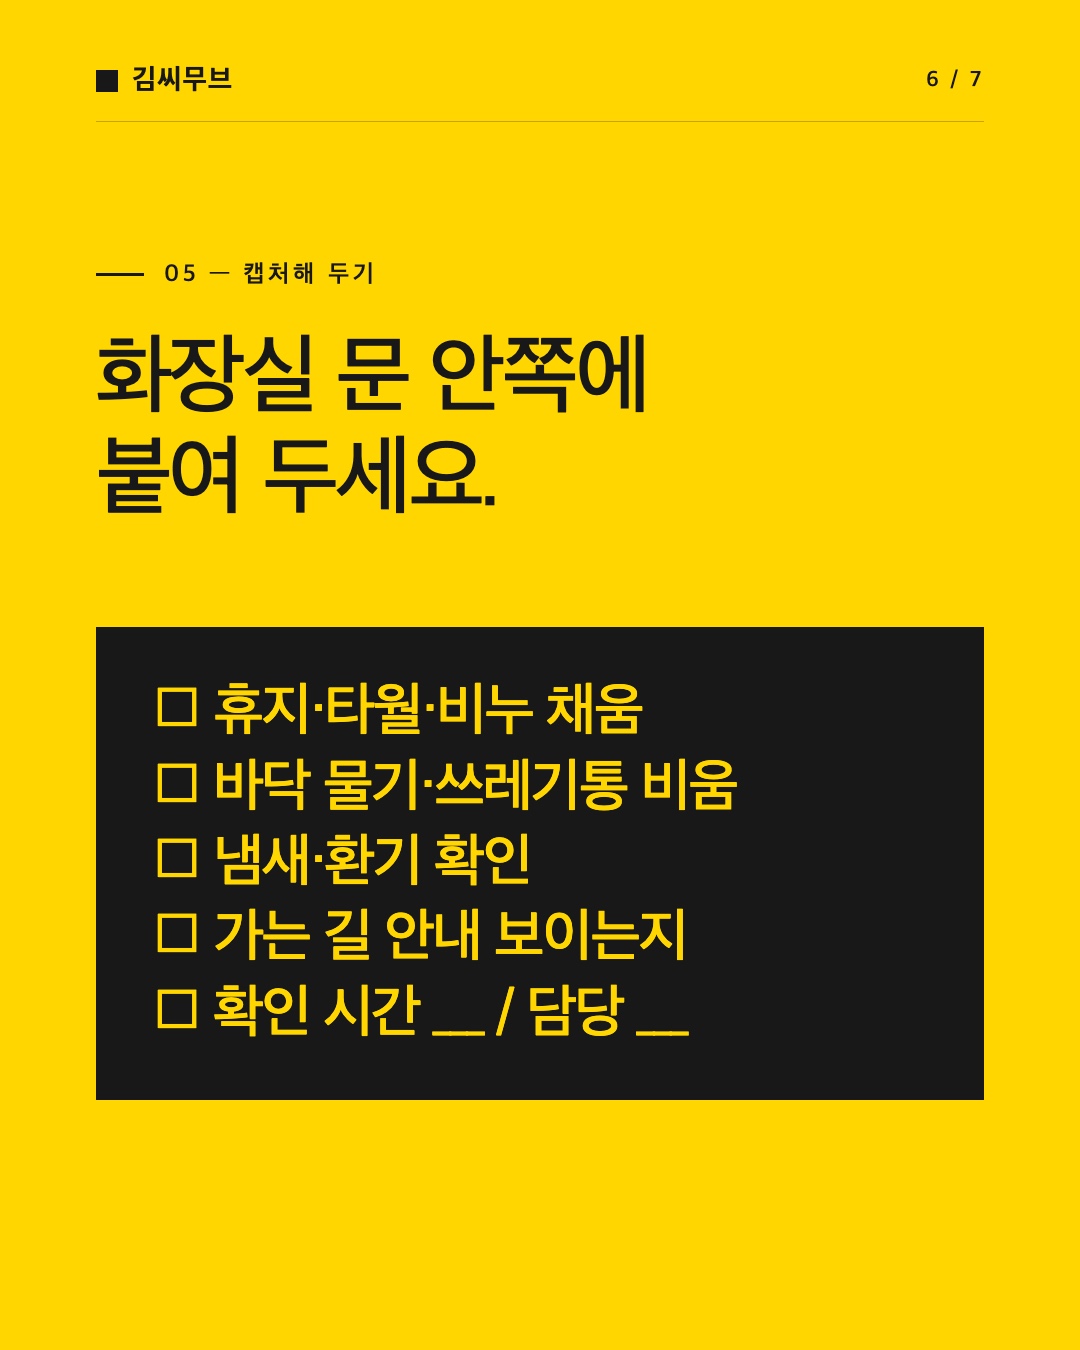 김씨무브
6 / 7
05 — 캡처해 두기
화장실 문 안쪽에
붙여 두세요.
☐ 휴지·타월·비누 채움
☐ 바닥 물기·쓰레기통 비움
☐ 냄새·환기 확인
☐ 가는 길 안내 보이는지
☐ 확인 시간 __ / 담당 __